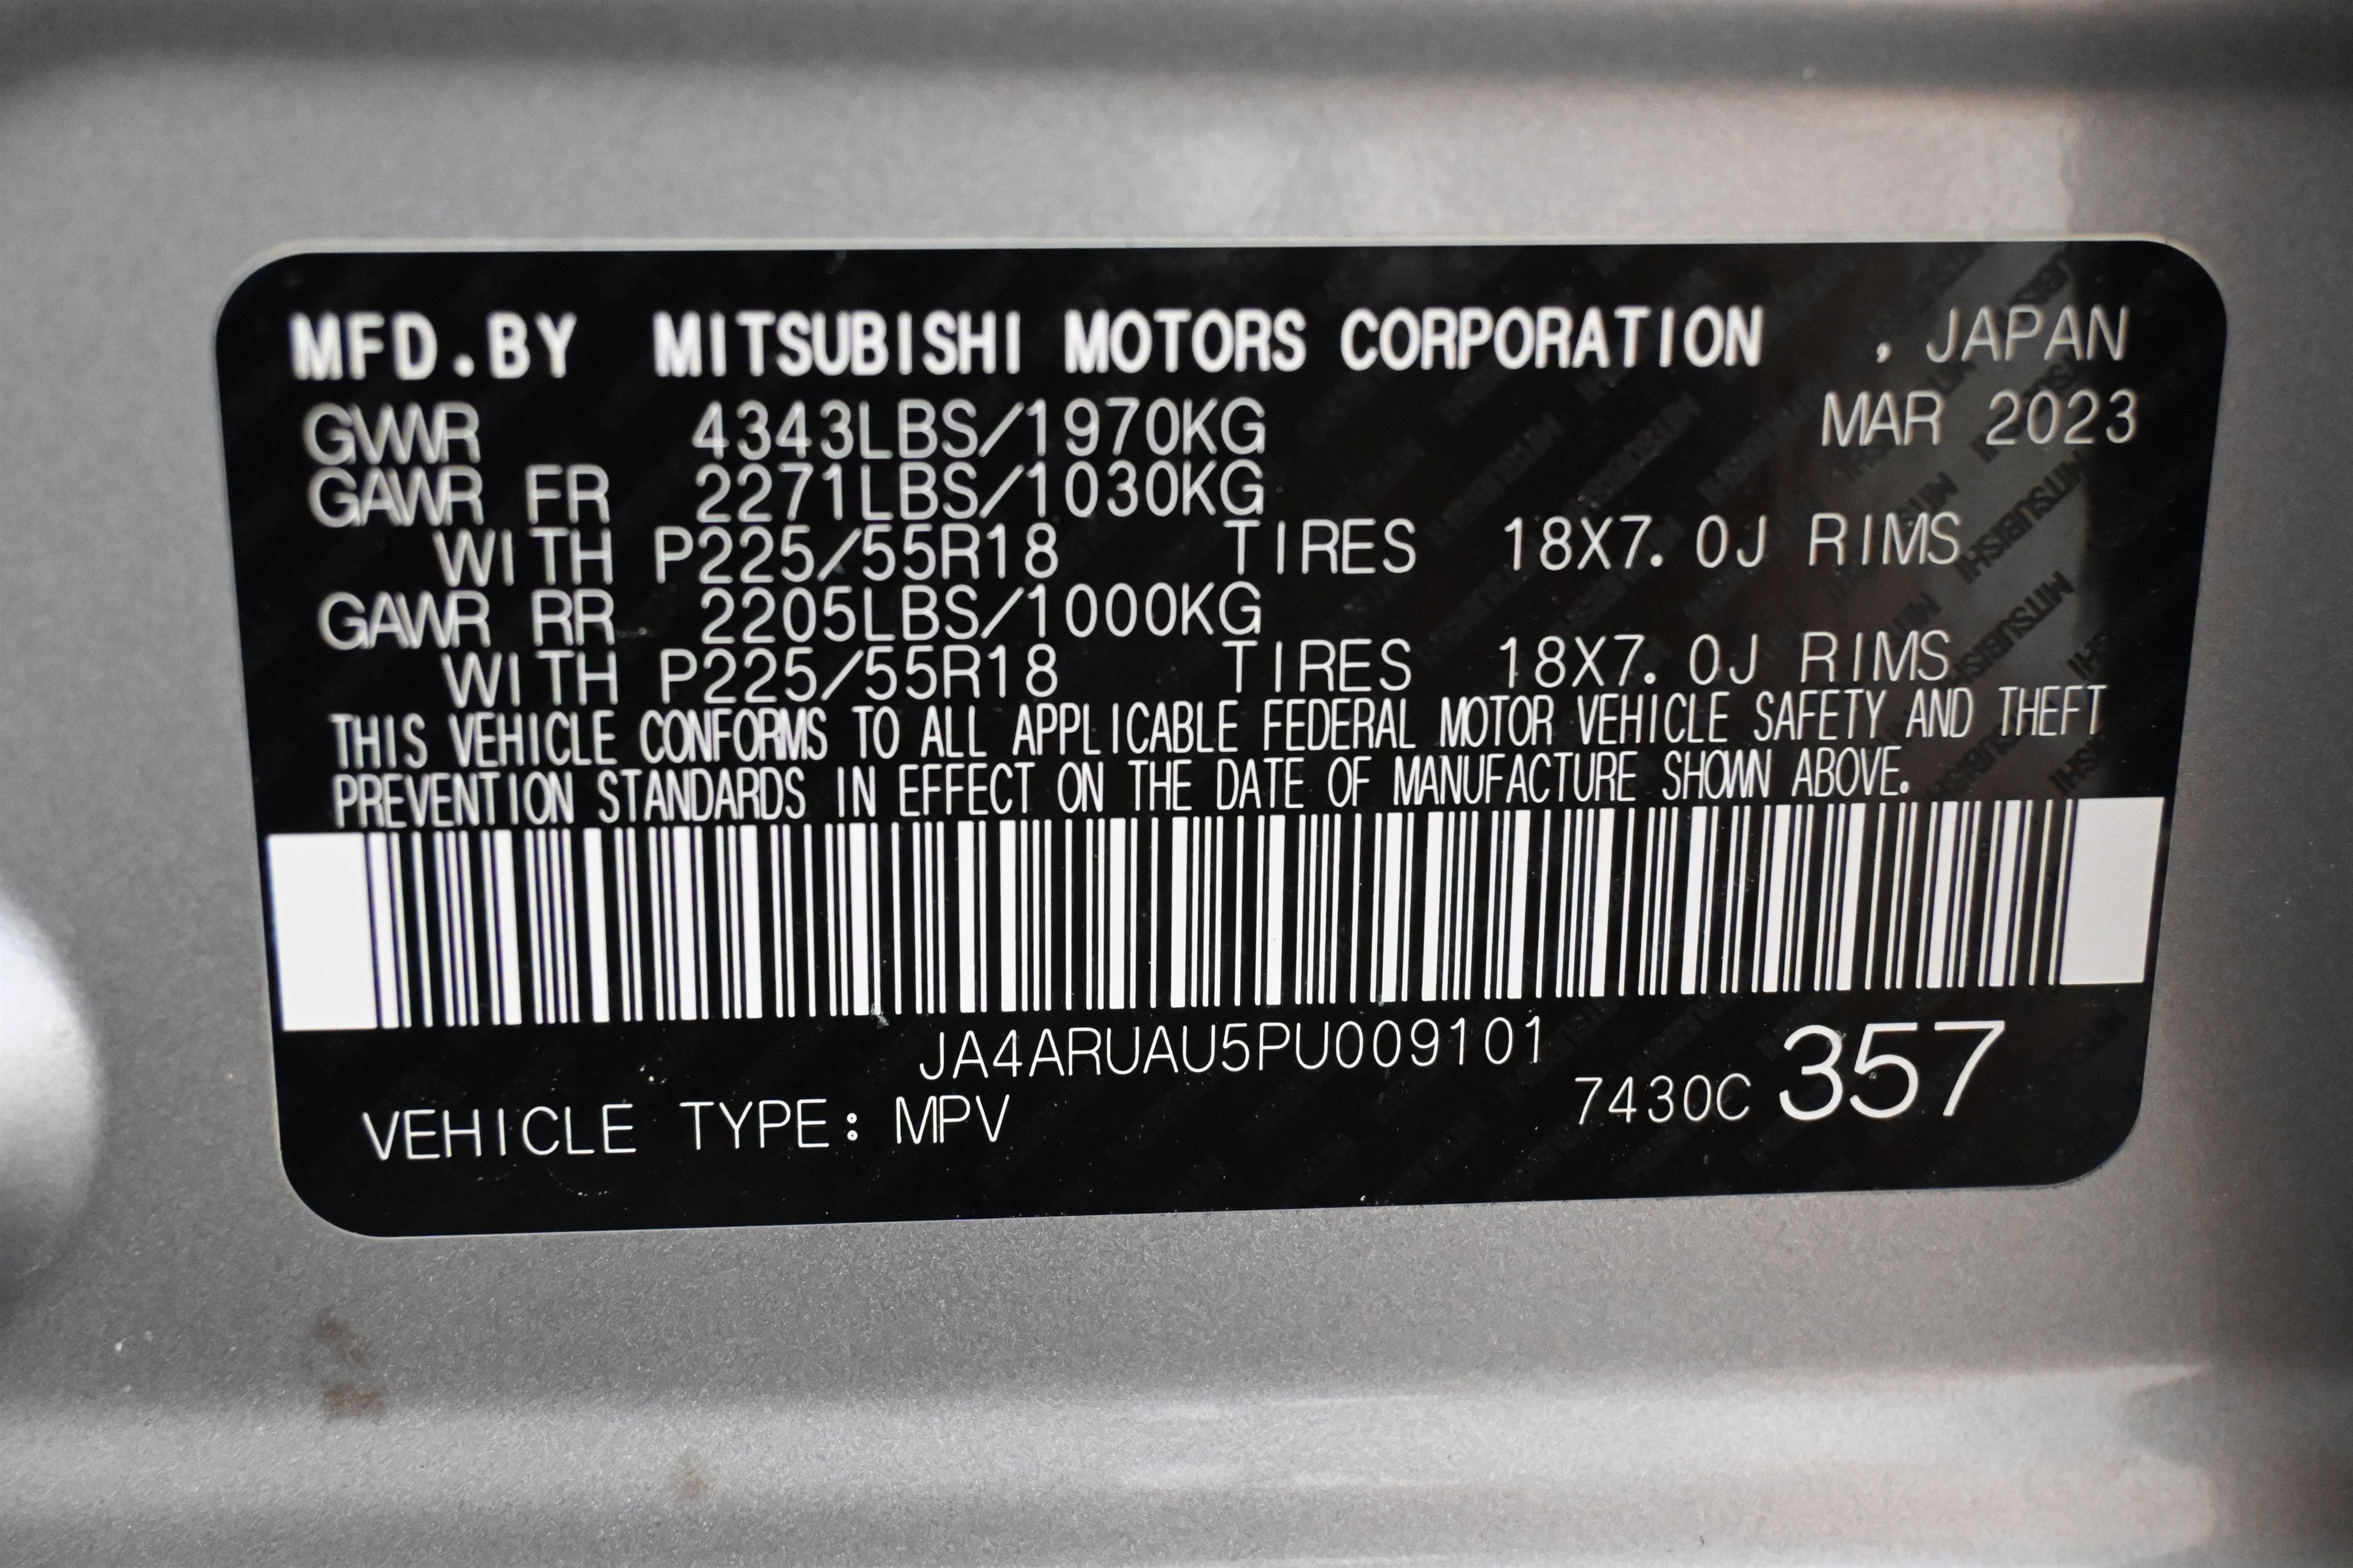 MFD.BY MITSUBISHI MOTORS CORPORATION , JAPAN
GVWR 4343LBS/1970KG MAR 2023
GAWR FR 2271LBS/1030KG
WITH P225/55R18 TIRES 18X7.0J RIMS
GAWR RR 2205LBS/1000KG
WITH P225/55R18 TIRES 18X7.0J RIMS
THIS VEHICLE CONFORMS TO ALL APPLICABLE FEDERAL MOTOR VEHICLE SAFETY AND THEFT
PREVENTION STANDARDS IN EFFECT ON THE DATE OF MANUFACTURE SHOWN ABOVE.
JA4ARUAU5PU009101
VEHICLE TYPE: MPV 7430C 357